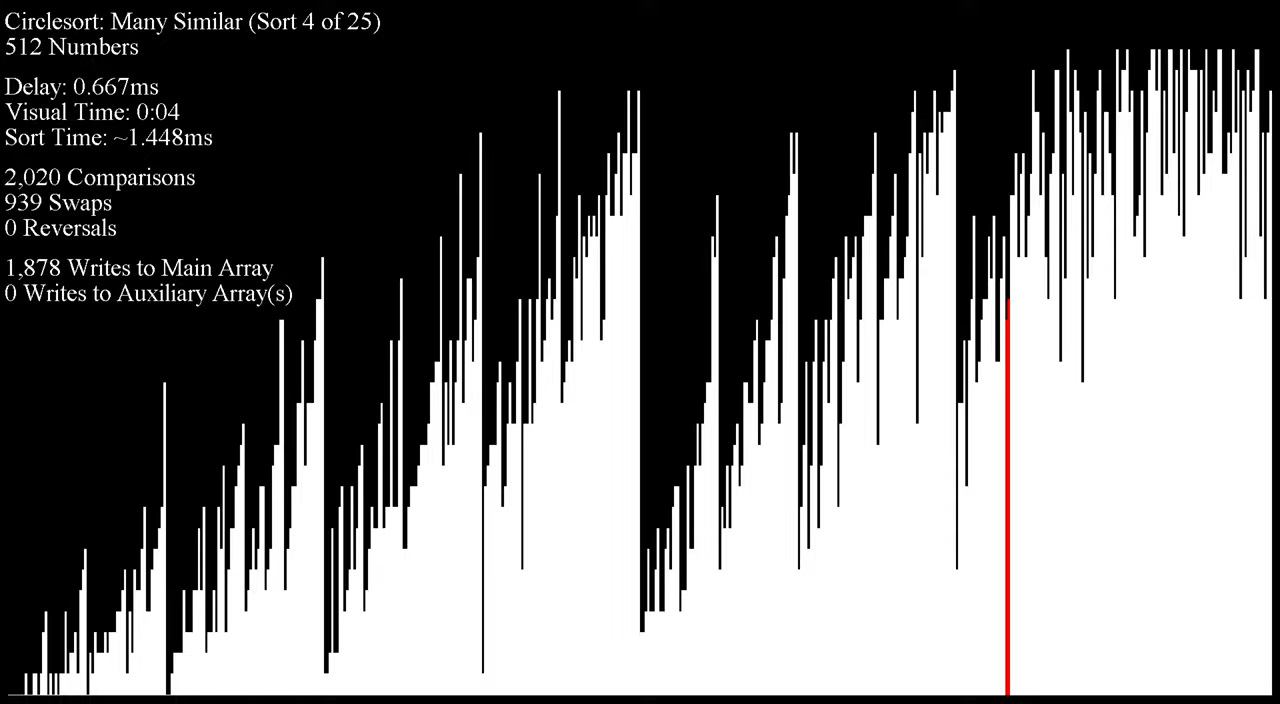 Circlesort: Many Similar (Sort 4 of 25)
512 Numbers
Delay: 0.667ms
Visual Time: 0:04
Sort Time: ~1.448ms
2,020 Comparisons
939 Swaps
0 Reversals
1,878 Writes to Main Array
0 Writes to Auxiliary Array(s)